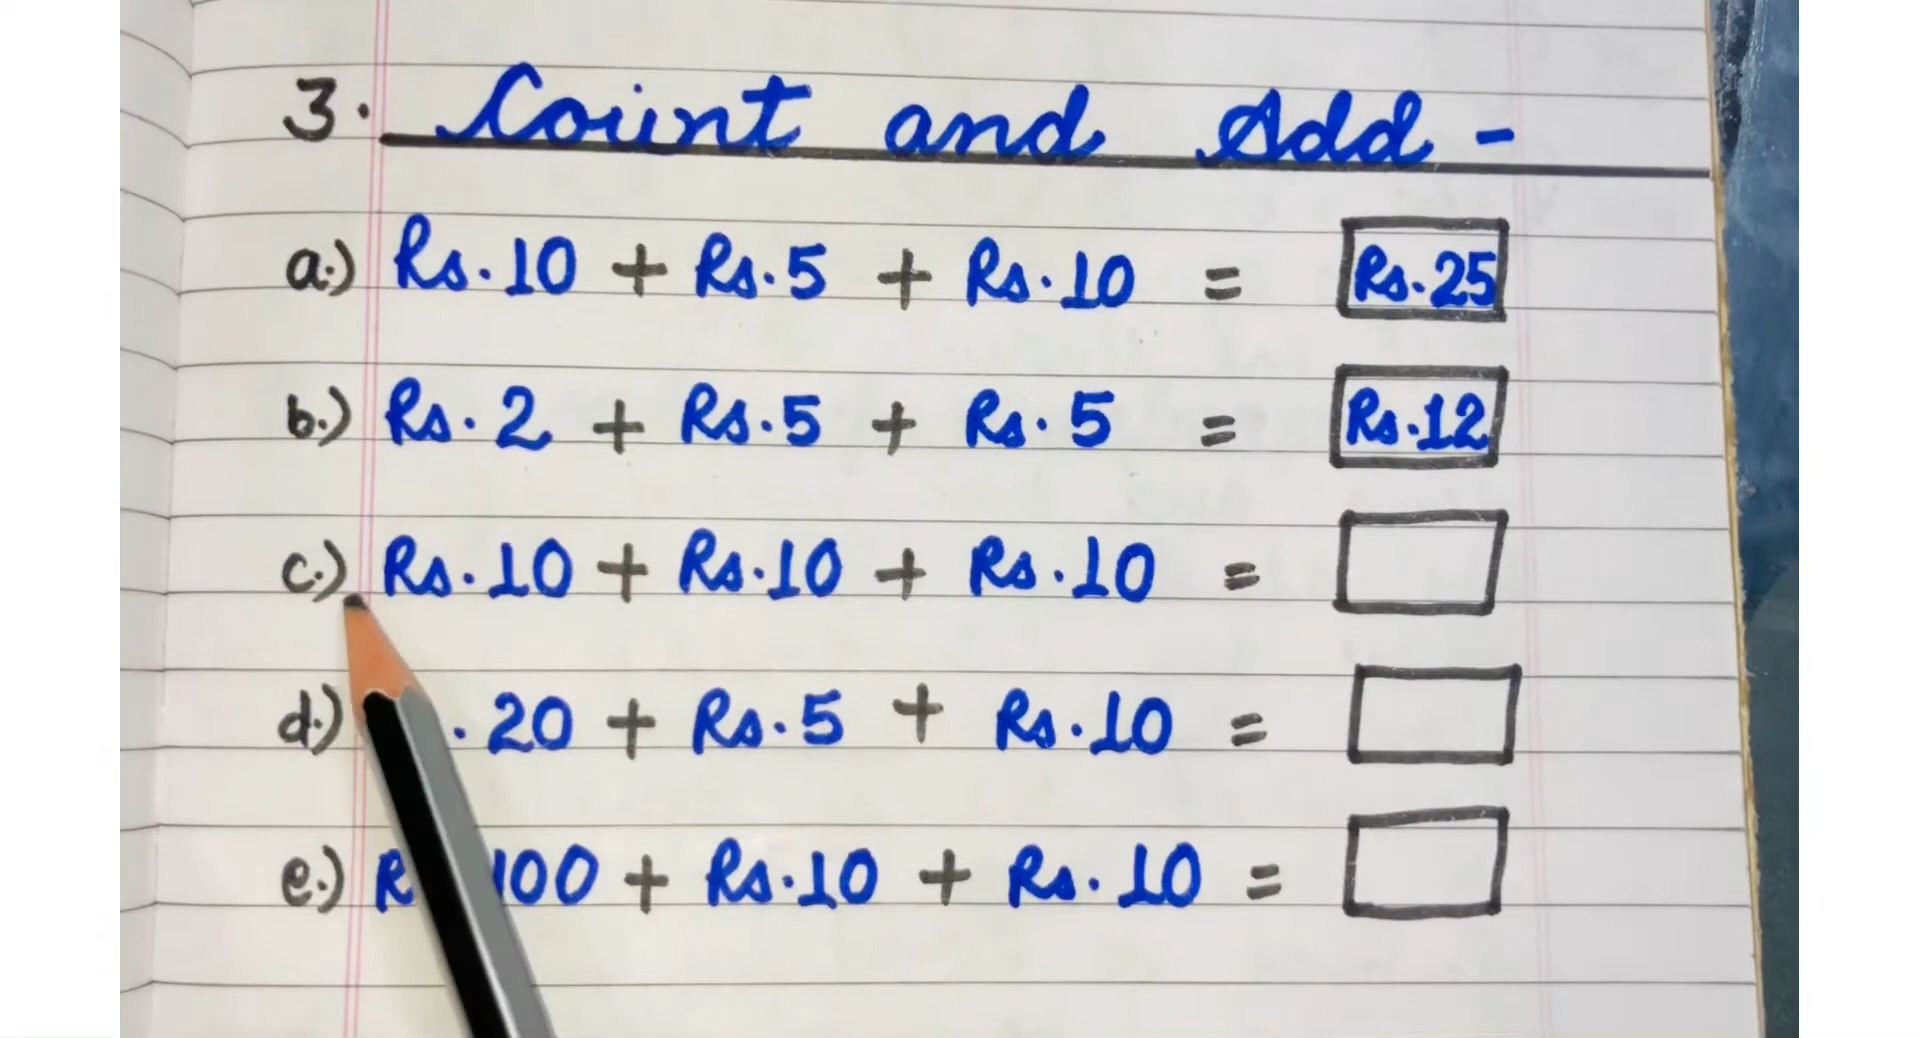 3. Count and Add -
a.) Rs. 10 + Rs. 5 + Rs. 10 = Rs. 25
b.) Rs. 2 + Rs. 5 + Rs. 5 = Rs. 12
c.) Rs. 10 + Rs. 10 + Rs. 10 =
d.) . 20 + Rs. 5 + Rs. 10 =
e.) R 100 + Rs. 10 + Rs. 10 =